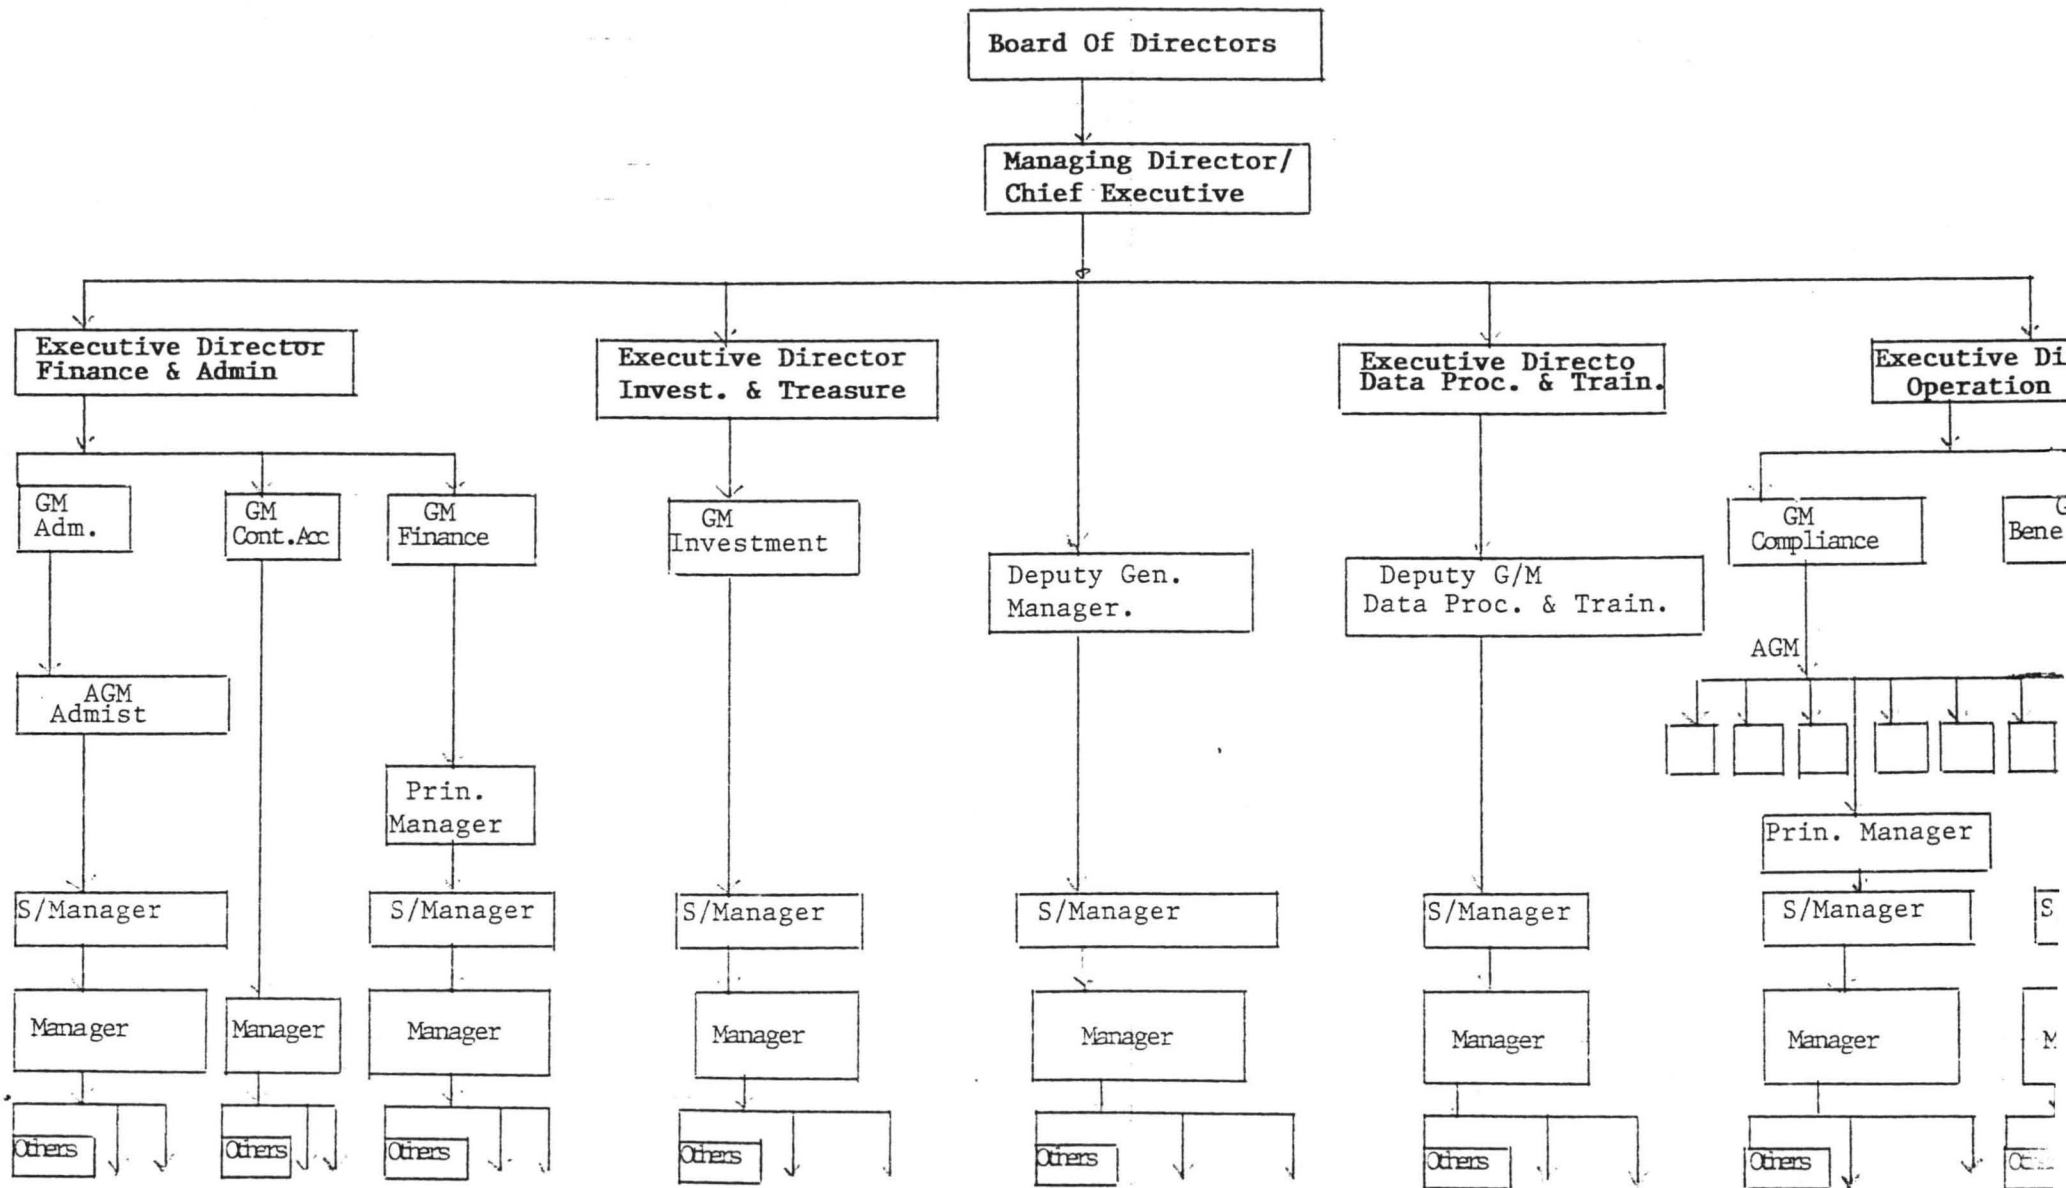 Board Of Directors
Managing Director/
Chief Executive
Executive Director
Finance & Admin
Executive Director
Invest. & Treasure
Executive Directo
Data Proc. & Train.
Executive Di
Operation
GM
Adm.
GM
Cont.Acc
GM
Finance
GM
Investment
Deputy Gen.
Manager.
Deputy G/M
Data Proc. & Train.
GM
Compliance
G
Bene
AGM
AGM
Admist
Prin.
Manager
Prin. Manager
S/Manager
S/Manager
S/Manager
S/Manager
S/Manager
S/Manager
S
Manager
Manager
Manager
Manager
Manager
Manager
Manager
M
Others
Others
Others
Others
Others
Others
Others